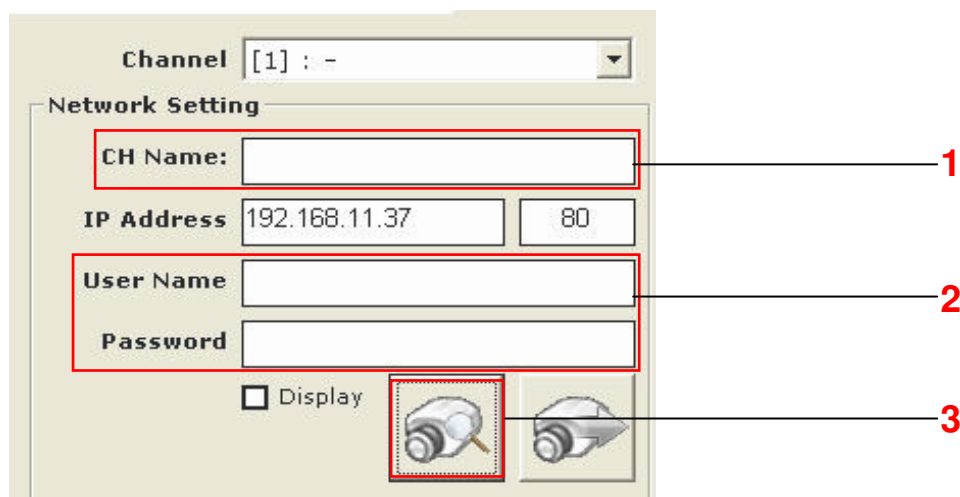 Channel [1] : -
Network Setting
CH Name: 1
IP Address 192.168.11.37 80
User Name 2
Password
Display 3